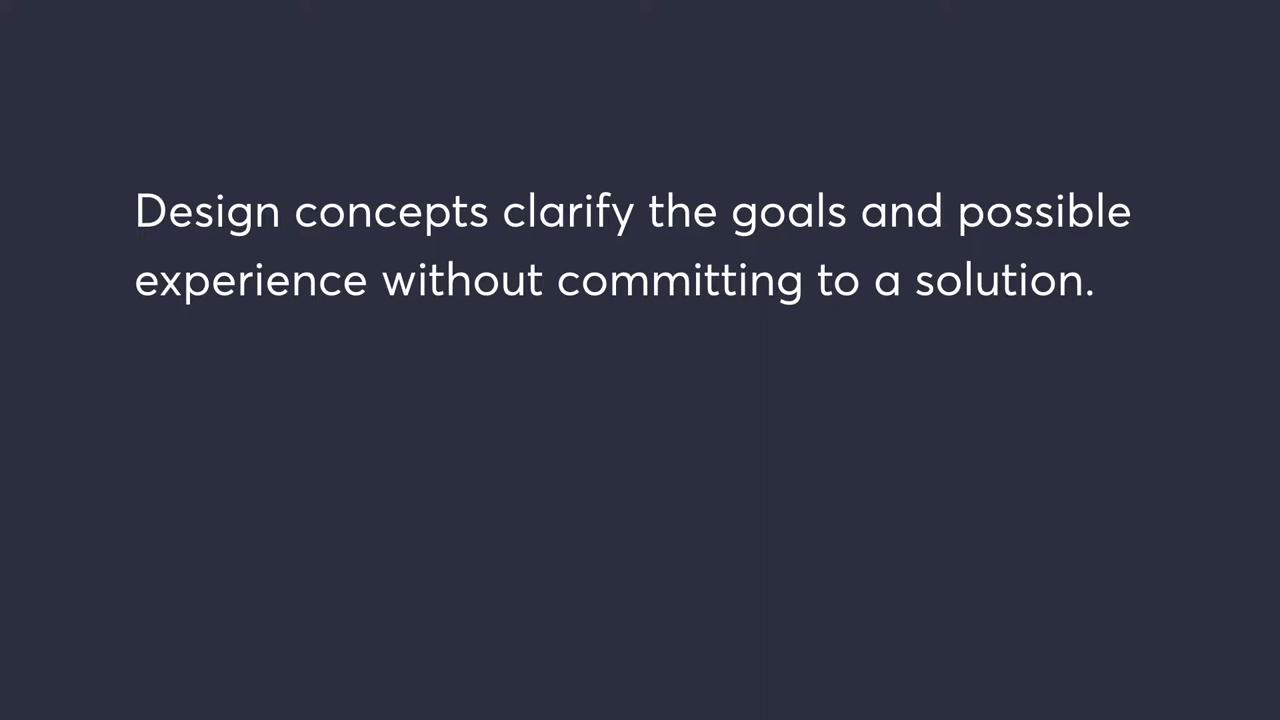 Design concepts clarify the goals and possible
experience without committing to a solution.